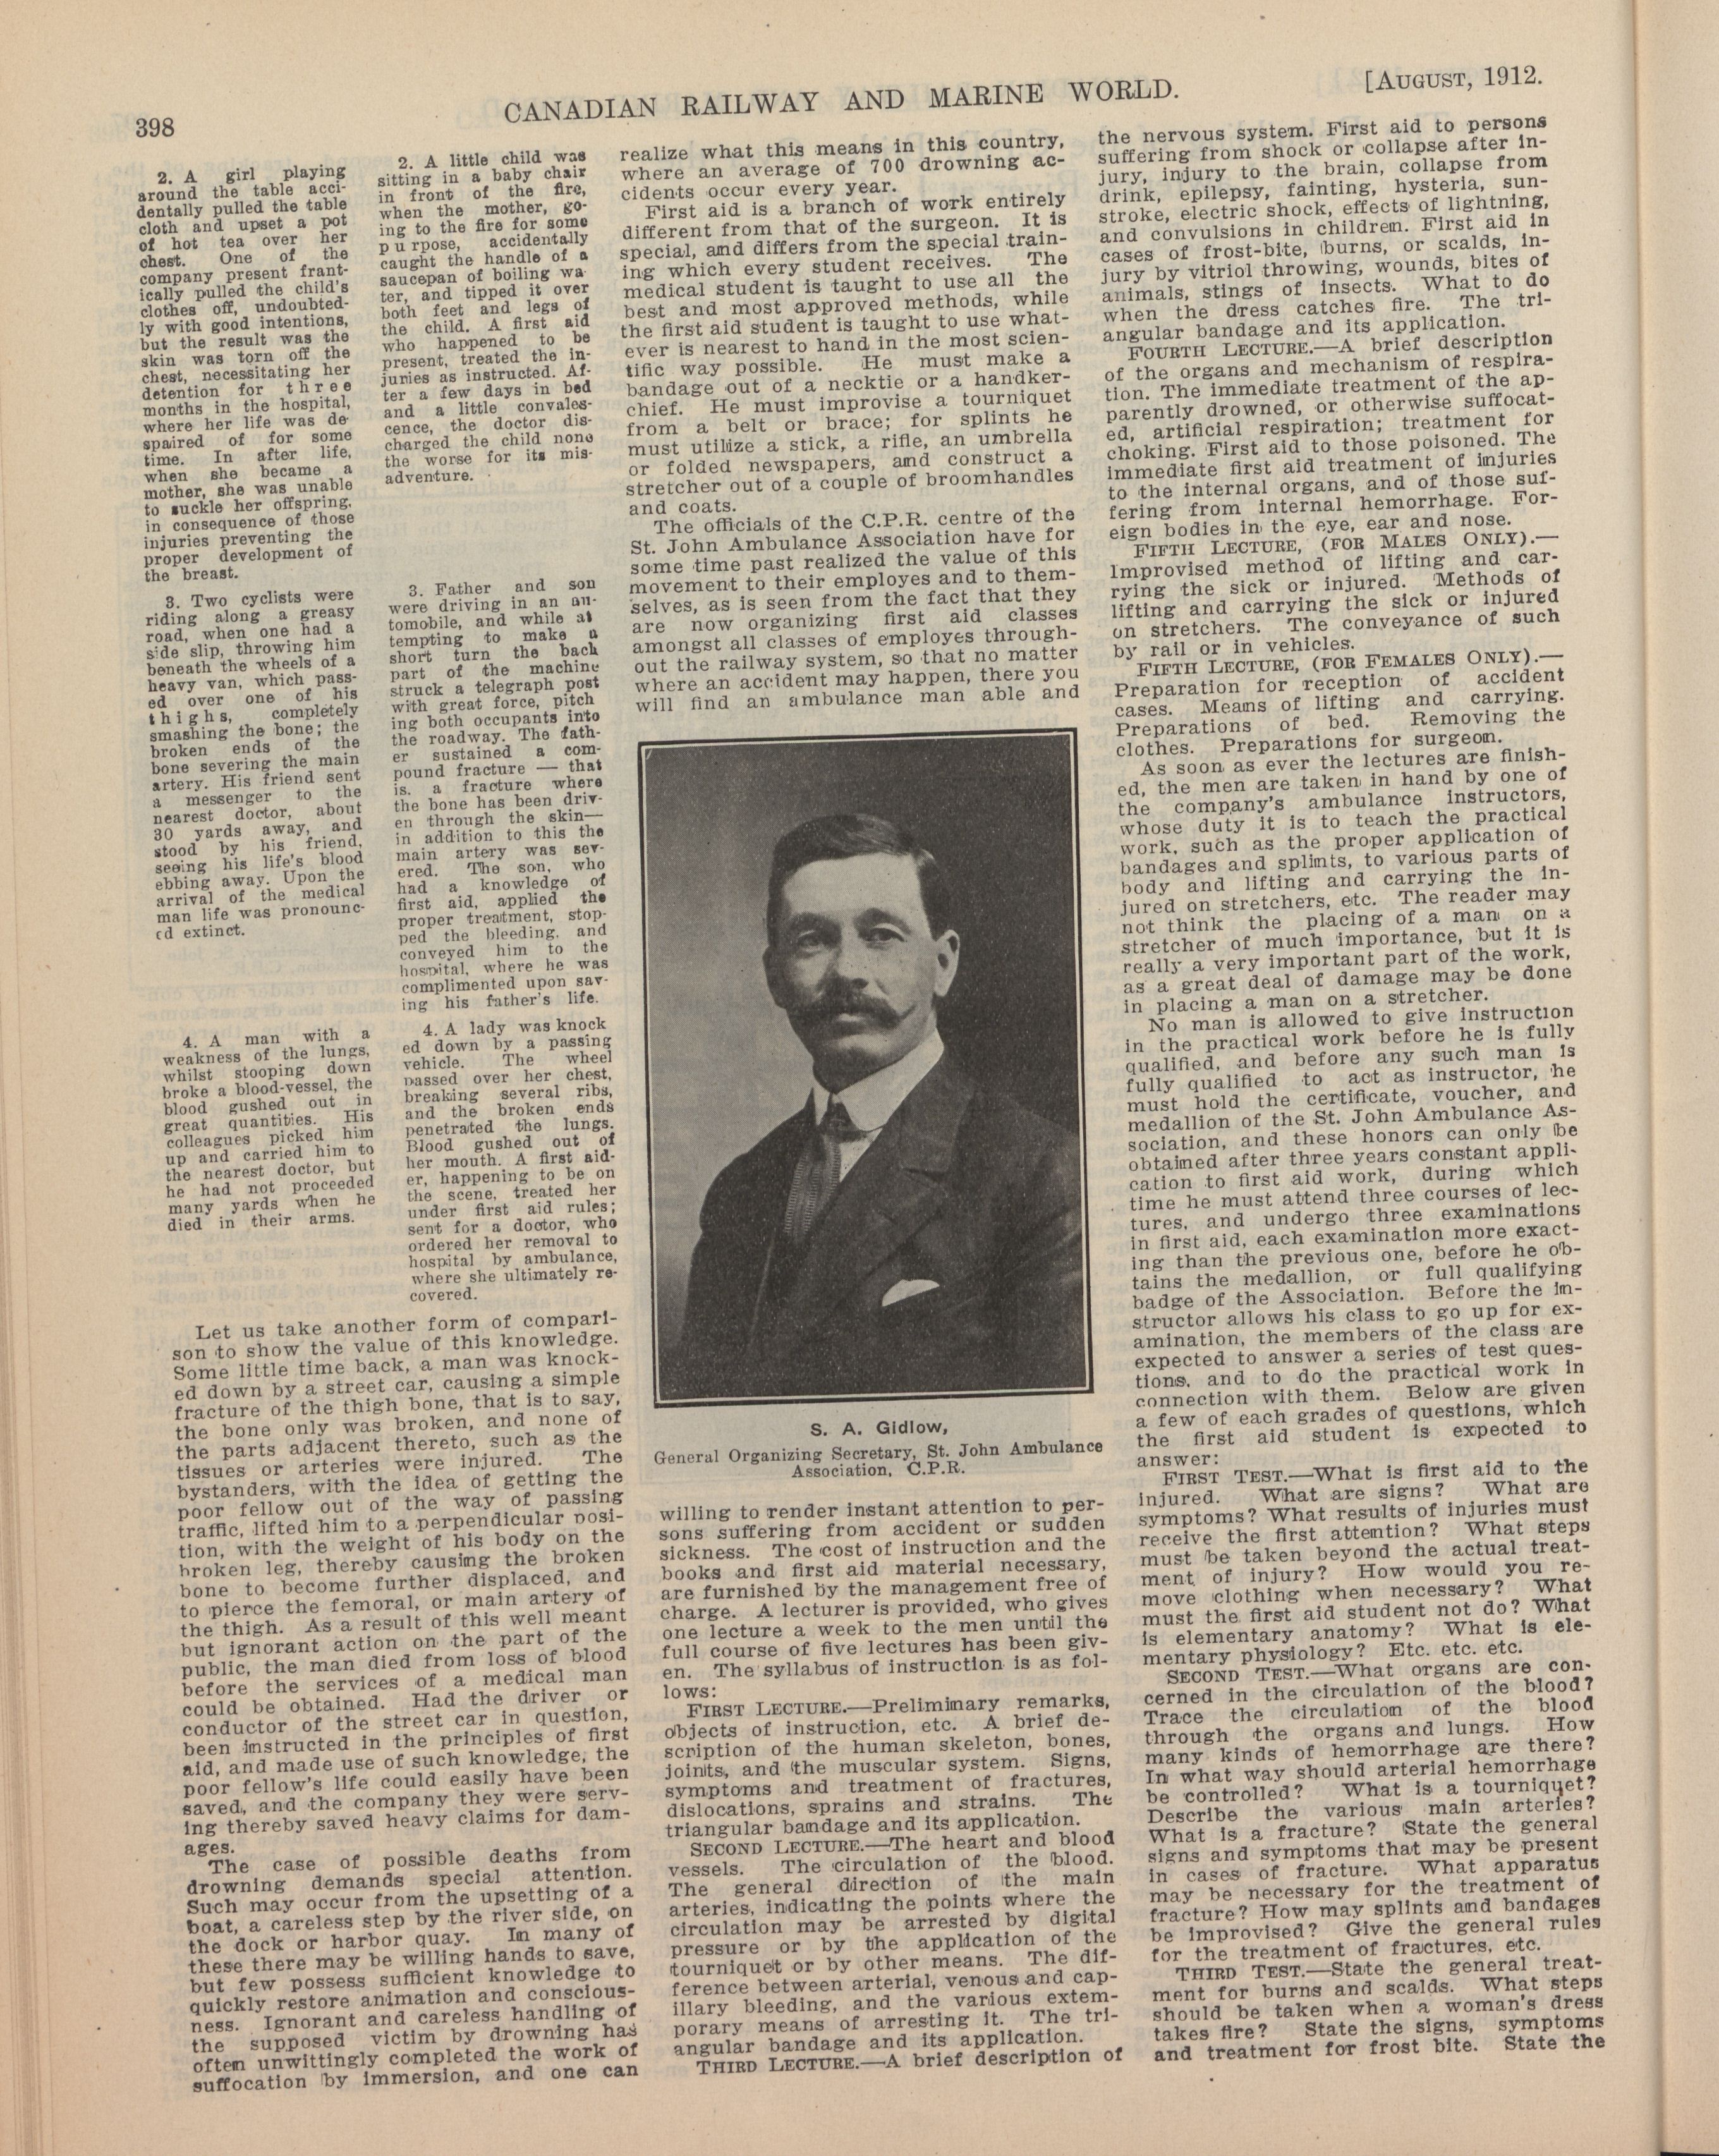 398
CANADIAN RAILWAY AND MARINE WORLD.
[AUGUST, 1912.
2. A girl playing
around the table acci-
dentally pulled the table
cloth and upset a pot
of hot tea over her
chest. One of the
company present frant-
ically pulled the child's
clothes off, undoubted-
ly with good intentions,
but the result was the
skin was torn off the
chest, necessitating her
detention for three
months in the hospital,
where her life was de-
spaired of for some
time. In after life,
when she became a
mother, she was unable
to suckle her offspring,
in consequence of those
injuries preventing the
proper development of
the breast.
3. Two cyclists were
riding along a greasy
road, when one had a
side slip, throwing him
beneath the wheels of a
heavy van, which pass-
ed over one of his
thighs, completely
smashing the bone; the
broken ends of the
bone severing the main
artery. His friend sent
a messenger to the
nearest doctor, about
30 yards away, and
stood by his friend,
seeing his life's blood
ebbing away. Upon the
arrival of the medical
man life was pronounc-
ed extinct.
4. A man with a
weakness of the lungs,
whilst stooping down
broke a blood-vessel, the
blood gushed out in
great quantities. His
colleagues picked him
up and carried him to
the nearest doctor, but
he had not proceeded
many yards when he
died in their arms.
2. A little child was
sitting in a baby chair
in front of the fire,
when the mother, go-
ing to the fire for some
purpose, accidentally
caught the handle of a
saucepan of boiling wa-
ter, and tipped it over
both feet and legs of
the child. A first aid
who happened to be
present, treated the in-
juries as instructed. Af-
ter a few days in bed
and a little convales-
cence, the doctor dis-
charged the child none
the worse for its mis-
adventure.
3. Father and son
were driving in an au-
tomobile, and while at
tempting to make a
short turn the back
part of the machine
struck a telegraph post
with great force, pitch
ing both occupants into
the roadway. The fath-
er sustained a com-
pound fracture — that
is, a fracture where
the bone has been driv-
en through the skin—
in addition to this the
main artery was sev-
ered. The son, who
had a knowledge of
first aid, applied the
proper treatment, stop-
ped the bleeding, and
conveyed him to the
hospital, where he was
complimented upon sav-
ing his father's life.
4. A lady was knock
ed down by a passing
vehicle. The wheel
passed over her chest,
breaking several ribs,
and the broken ends
penetrated the lungs.
Blood gushed out of
her mouth. A first aid-
er, happening to be on
the scene, treated her
under first aid rules;
sent for a doctor, who
ordered her removal to
hospital by ambulance,
where she ultimately re-
covered.
Let us take another form of compari-
son to show the value of this knowledge.
Some little time back, a man was knock-
ed down by a street car, causing a simple
fracture of the thigh bone, that is to say,
the bone only was broken, and none of
the parts adjacent thereto, such as the
tissues or arteries were injured. The
bystanders, with the idea of getting the
poor fellow out of the way of passing
traffic, lifted him to a perpendicular posi-
tion, with the weight of his body on the
broken leg, thereby causing the broken
bone to become further displaced, and
to pierce the femoral, or main artery of
the thigh. As a result of this well meant
but ignorant action on the part of the
public, the man died from loss of blood
before the services of a medical man
could be obtained. Had the driver or
conductor of the street car in question,
been instructed in the principles of first
aid, and made use of such knowledge, the
poor fellow's life could easily have been
saved, and the company they were serv-
ing thereby saved heavy claims for dam-
ages.
The case of possible deaths from
drowning demands special attention.
Such may occur from the upsetting of a
boat, a careless step by the river side, on
the dock or harbor quay. In many of
these there may be willing hands to save,
but few possess sufficient knowledge to
quickly restore animation and conscious-
ness. Ignorant and careless handling of
the supposed victim by drowning has
often unwittingly completed the work of
suffocation by immersion, and one can
realize what this means in this country,
where an average of 700 drowning ac-
cidents occur every year.
First aid is a branch of work entirely
different from that of the surgeon. It is
special, and differs from the special train-
ing which every student receives. The
medical student is taught to use all the
best and most approved methods, while
the first aid student is taught to use what-
ever is nearest to hand in the most scien-
tific way possible. He must make a
bandage out of a necktie or a handker-
chief. He must improvise a tourniquet
from a belt or brace; for splints he
must utilize a stick, a rifle, an umbrella
or folded newspapers, and construct a
stretcher out of a couple of broomhandles
and coats.
The officials of the C.P.R. centre of the
St. John Ambulance Association have for
some time past realized the value of this
movement to their employes and to them-
selves, as is seen from the fact that they
are now organizing first aid classes
amongst all classes of employes through-
out the railway system, so that no matter
where an accident may happen, there you
will find an ambulance man able and
S. A. Gidlow,
General Organizing Secretary, St. John Ambulance
Association, C.P.R.
willing to render instant attention to per-
sons suffering from accident or sudden
sickness. The cost of instruction and the
books and first aid material necessary,
are furnished by the management free of
charge. A lecturer is provided, who gives
one lecture a week to the men until the
full course of five lectures has been giv-
en. The syllabus of instruction is as fol-
lows:
FIRST LECTURE.—Preliminary remarks,
objects of instruction, etc. A brief de-
scription of the human skeleton, bones,
joints, and the muscular system. Signs,
symptoms and treatment of fractures,
dislocations, sprains and strains. The
triangular bandage and its application.
SECOND LECTURE.—The heart and blood
vessels. The circulation of the blood.
The general direction of the main
arteries, indicating the points where the
circulation may be arrested by digital
pressure or by the application of the
tourniquet or by other means. The dif-
ference between arterial, venous and cap-
illary bleeding, and the various extem-
porary means of arresting it. The tri-
angular bandage and its application.
THIRD LECTURE.—A brief description of
the nervous system. First aid to persons
suffering from shock or collapse after in-
jury, injury to the brain, collapse from
drink, epilepsy, fainting, hysteria, sun-
stroke, electric shock, effects of lightning,
and convulsions in children. First aid in
cases of frost-bite, burns, or scalds, in-
jury by vitriol throwing, wounds, bites of
animals, stings of insects. What to do
when the dress catches fire. The tri-
angular bandage and its application.
FOURTH LECTURE.—A brief description
of the organs and mechanism of respira-
tion. The immediate treatment of the ap-
parently drowned, or otherwise suffocat-
ed, artificial respiration; treatment for
choking. First aid to those poisoned. The
immediate first aid treatment of injuries
to the internal organs, and of those suf-
fering from internal hemorrhage. For-
eign bodies in the eye, ear and nose.
FIFTH LECTURE, (FOR MALES ONLY).—
Improvised method of lifting and car-
rying the sick or injured. Methods of
lifting and carrying the sick or injured
on stretchers. The conveyance of such
by rail or in vehicles.
FIFTH LECTURE, (FOR FEMALES ONLY).—
Preparation for reception of accident
cases. Means of lifting and carrying.
Preparations of bed. Removing the
clothes. Preparations for surgeon.
As soon as ever the lectures are finish-
ed, the men are taken in hand by one of
the company's ambulance instructors,
whose duty it is to teach the practical
work, such as the proper application of
bandages and splints, to various parts of
body and lifting and carrying the in-
jured on stretchers, etc. The reader may
not think the placing of a man on a
stretcher of much importance, but it is
really a very important part of the work,
as a great deal of damage may be done
in placing a man on a stretcher.
No man is allowed to give instruction
in the practical work before he is fully
qualified, and before any such man is
fully qualified to act as instructor, he
must hold the certificate, voucher, and
medallion of the St. John Ambulance As-
sociation, and these honors can only be
obtained after three years constant appli-
cation to first aid work, during which
time he must attend three courses of lec-
tures, and undergo three examinations
in first aid, each examination more exact-
ing than the previous one, before he ob-
tains the medallion, or full qualifying
badge of the Association. Before the in-
structor allows his class to go up for ex-
amination, the members of the class are
expected to answer a series of test ques-
tions, and to do the practical work in
connection with them. Below are given
a few of each grades of questions, which
the first aid student is expected to
answer:
FIRST TEST.—What is first aid to the
injured. What are signs? What are
symptoms? What results of injuries must
receive the first attention? What steps
must be taken beyond the actual treat-
ment of injury? How would you re-
move clothing when necessary? What
must the first aid student not do? What
is elementary anatomy? What is ele-
mentary physiology? Etc. etc. etc.
SECOND TEST.—What organs are con-
cerned in the circulation of the blood?
Trace the circulation of the blood
through the organs and lungs. How
many kinds of hemorrhage are there?
In what way should arterial hemorrhage
be controlled? What is a tourniquet?
Describe the various main arteries?
What is a fracture? State the general
signs and symptoms that may be present
in cases of fracture. What apparatus
may be necessary for the treatment of
fracture? How may splints and bandages
be improvised? Give the general rules
for the treatment of fractures, etc.
THIRD TEST.—State the general treat-
ment for burns and scalds. What steps
should be taken when a woman's dress
takes fire? State the signs, symptoms
and treatment for frost bite. State the